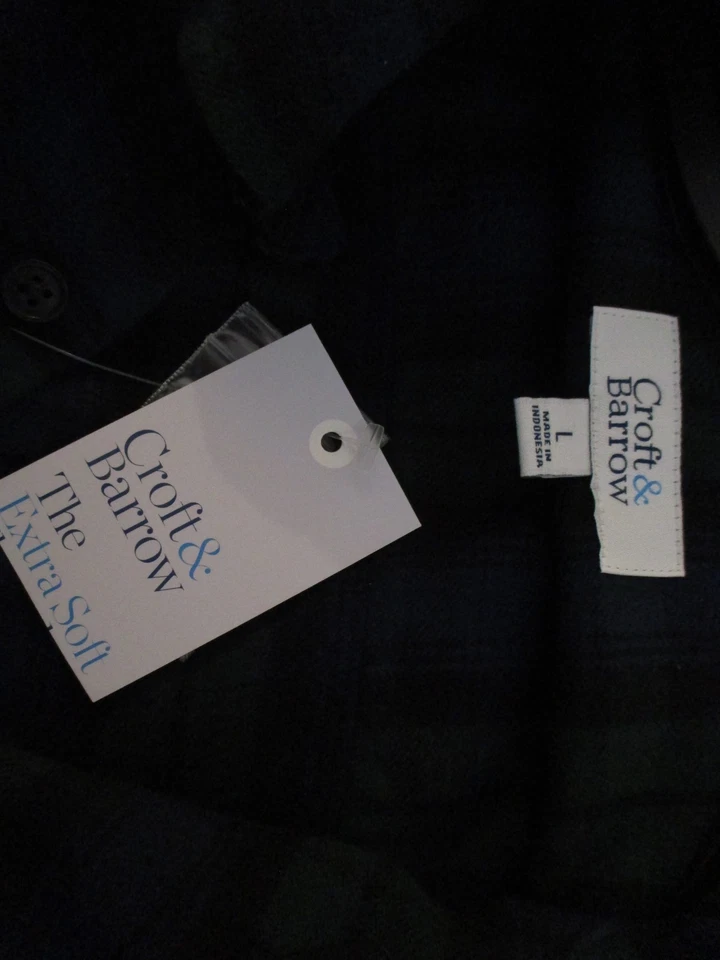 Croft &
Barrow
The
Extra Soft
Croft &
Barrow
L
MADE IN
INDONESIA